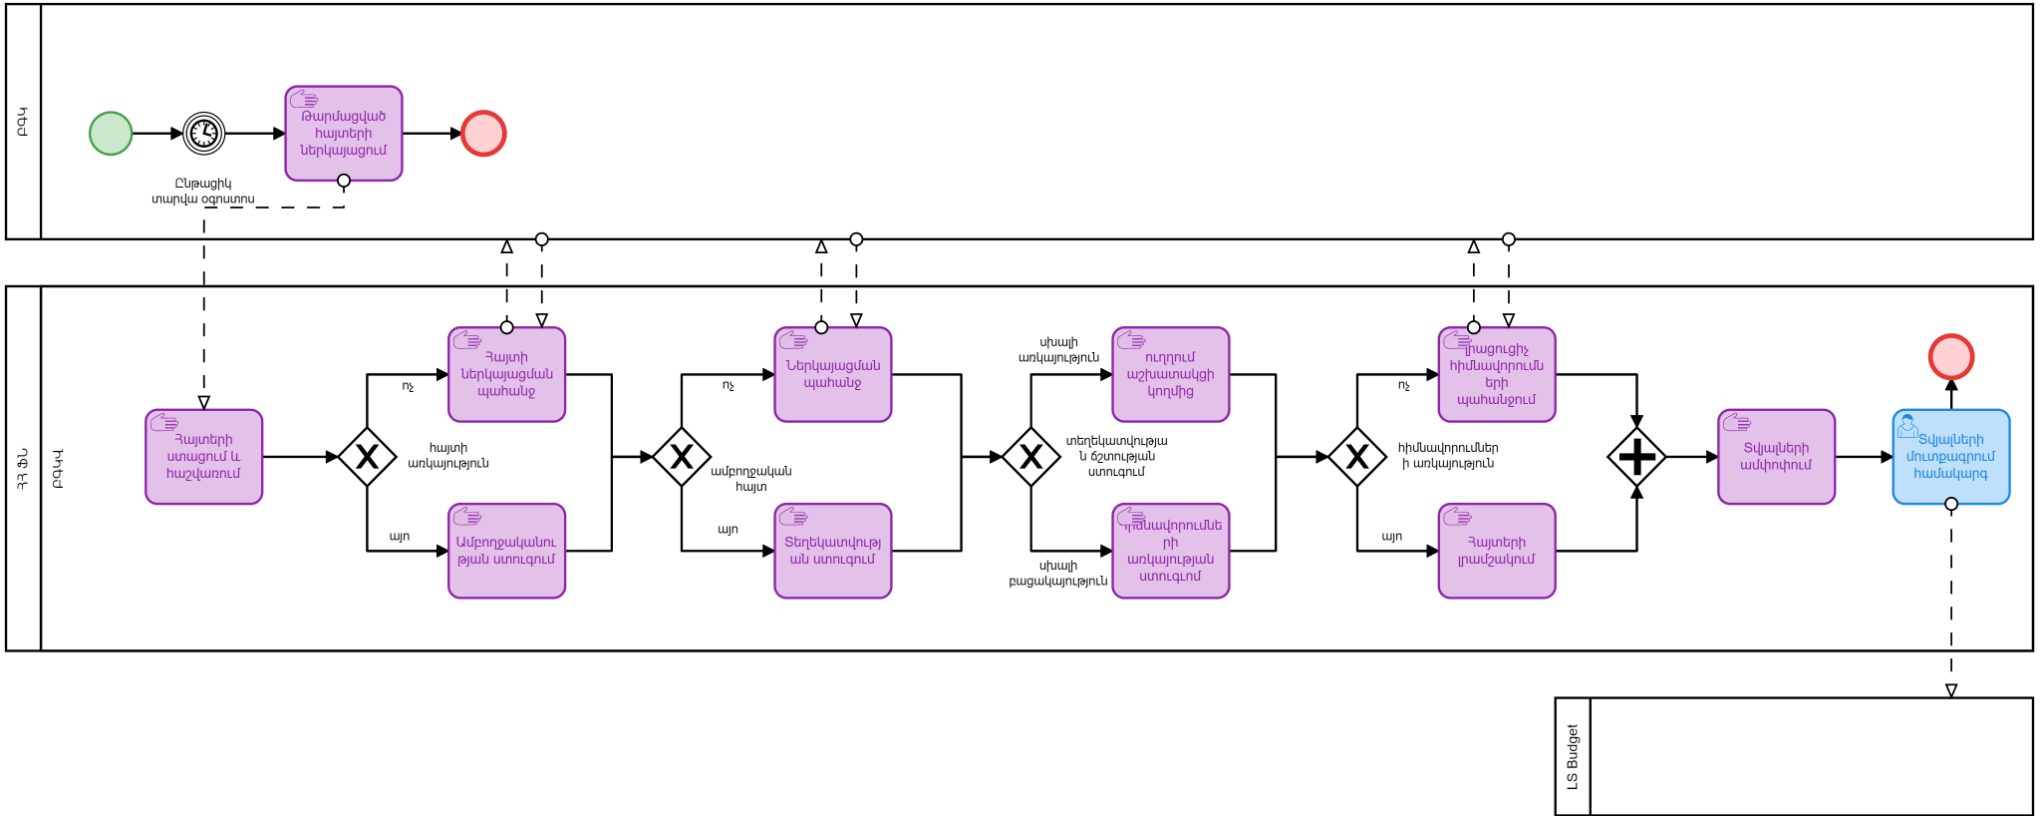 ԲԳԿ
Թարմացված
հայտերի
ներկայացում
Ընթացիկ
տարվա օգոստոս
ՀՀ ՖՆ
ԲԳԿՎ
Հայտերի
ստացում և
հաշվառում
հայտի
առկայություն
ոչ
այո
Հայտի
ներկայացման
պահանջ
Ամբողջականու
թյան ստուգում
ամբողջական
հայտ
ոչ
այո
Ներկայացման
պահանջ
Տեղեկատվությ
ան ստուգում
սխալի
առկայություն
տեղեկատվությա
ն ճշտության
ստուգում
սխալի
բացակայություն
ուղղում
աշխատակցի
կողմից
հիմնավորումնե
րի
առկայության
ստուգւոմ
ոչ
հիմնավորումներ
ի առկայություն
այո
լրացուցիչ
հիմնավորումն
երի
պահանջում
Հայտերի
լրամշակում
Տվյալների
ամփոփում
Տվյալների
մուտքագրում
համակարգ
LS Budget